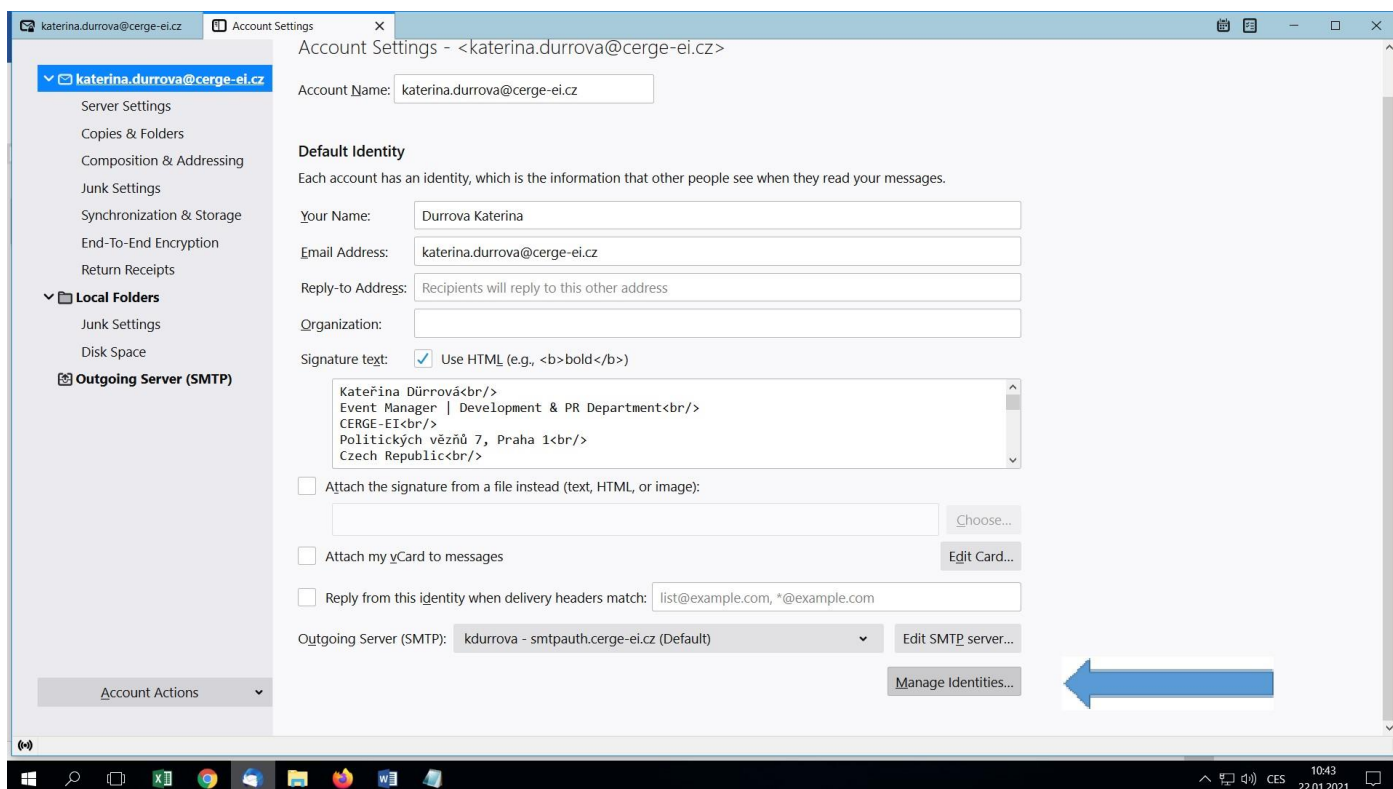 katerina.durrova@cerge-ei.cz
Account Settings
Account Settings - <katerina.durrova@cerge-ei.cz>
katerina.durrova@cerge-ei.cz
Server Settings
Copies & Folders
Composition & Addressing
Junk Settings
Synchronization & Storage
End-To-End Encryption
Return Receipts
Local Folders
Junk Settings
Disk Space
Outgoing Server (SMTP)
Account Actions
Account Name: katerina.durrova@cerge-ei.cz
Default Identity
Each account has an identity, which is the information that other people see when they read your messages.
Your Name: Durrova Katerina
Email Address: katerina.durrova@cerge-ei.cz
Reply-to Address: Recipients will reply to this other address
Organization:
Signature text: Use HTML (e.g., <b>bold</b>)
Kateřina Dürrová<br/>
Event Manager | Development & PR Department<br/>
CERGE-EI<br/>
Politických vězňů 7, Praha 1<br/>
Czech Republic<br/>
Attach the signature from a file instead (text, HTML, or image):
Choose...
Attach my vCard to messages Edit Card...
Reply from this identity when delivery headers match: list@example.com, *@example.com
Outgoing Server (SMTP): kdurrova - smtpauth.cerge-ei.cz (Default) Edit SMTP server...
Manage Identities...
CES 10:43
22.01.2021